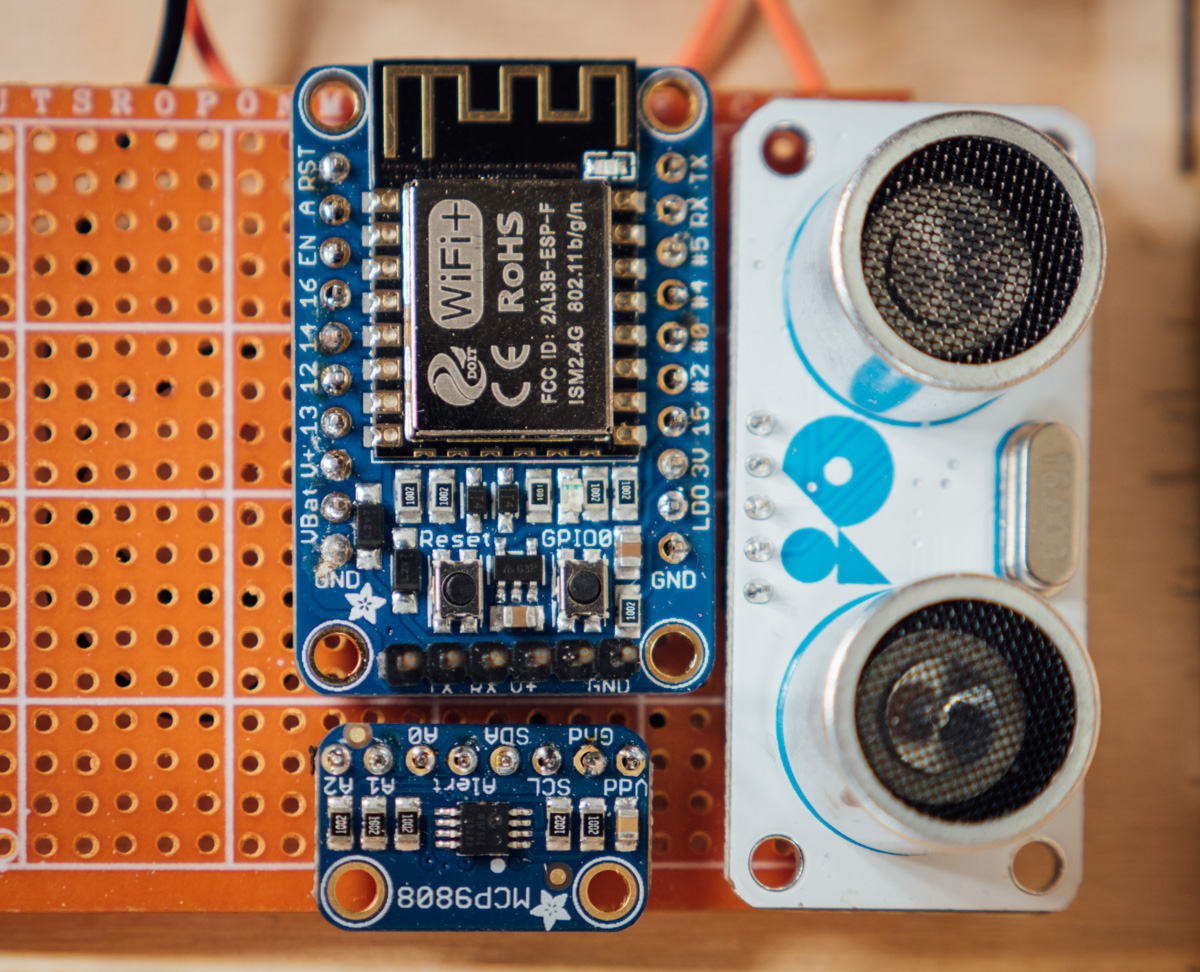 U T S R Q P O N M
RST
A
EN
16
14
12
13
V+
VBat
GND
TX
RX
#5
#4
#0
#2
15
3V
LDO
GND
WiFi+
DOIT
CE RoHS
FCC ID: 2AL3B-ESP-F
ISM2.4G 802.11b/g/n
1002 1002 1001 1002 1002
Reset GPIO0
1002
TX RX V+ GND
A2 A1 A0 Alert SDA SCL Gnd Vdd
1002 1002
MCP9808